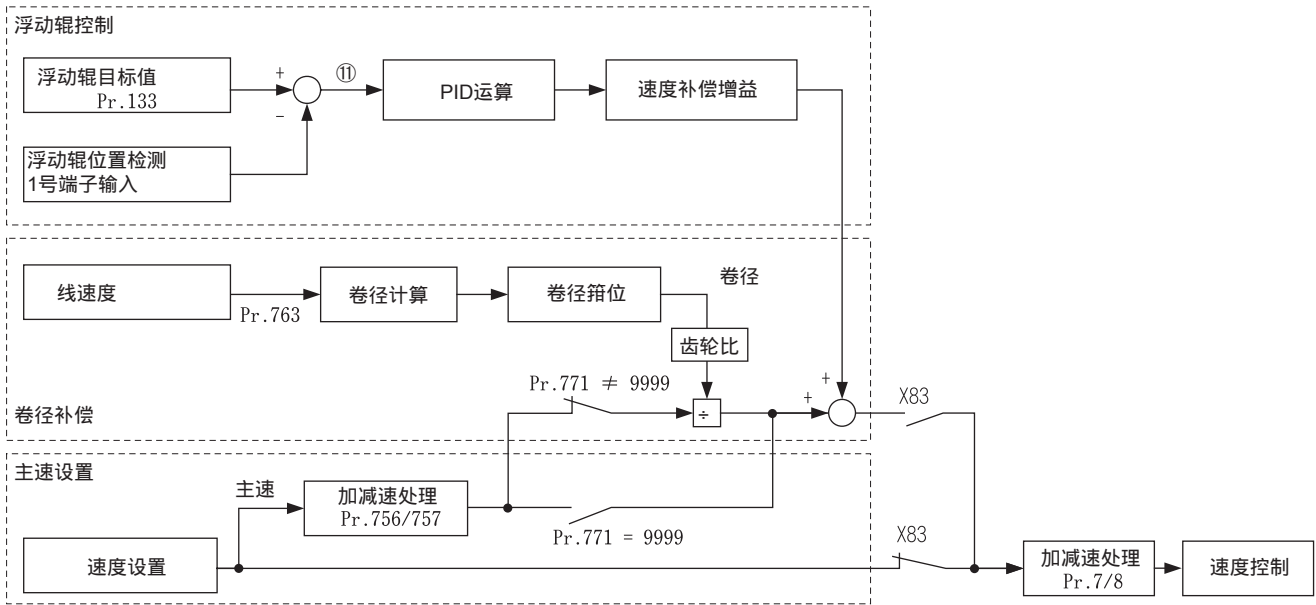 浮动辊控制
浮动辊目标值
Pr.133
+
−
⑪
PID运算
速度补偿增益
浮动辊位置检测
1号端子输入
线速度
Pr.763
卷径计算
卷径箝位
卷径
齿轮比
Pr.771 ≠ 9999
÷
+
+
X83
卷径补偿
主速设置
主速
加减速处理
Pr.756/757
Pr.771 = 9999
速度设置
X83
加减速处理
Pr.7/8
速度控制